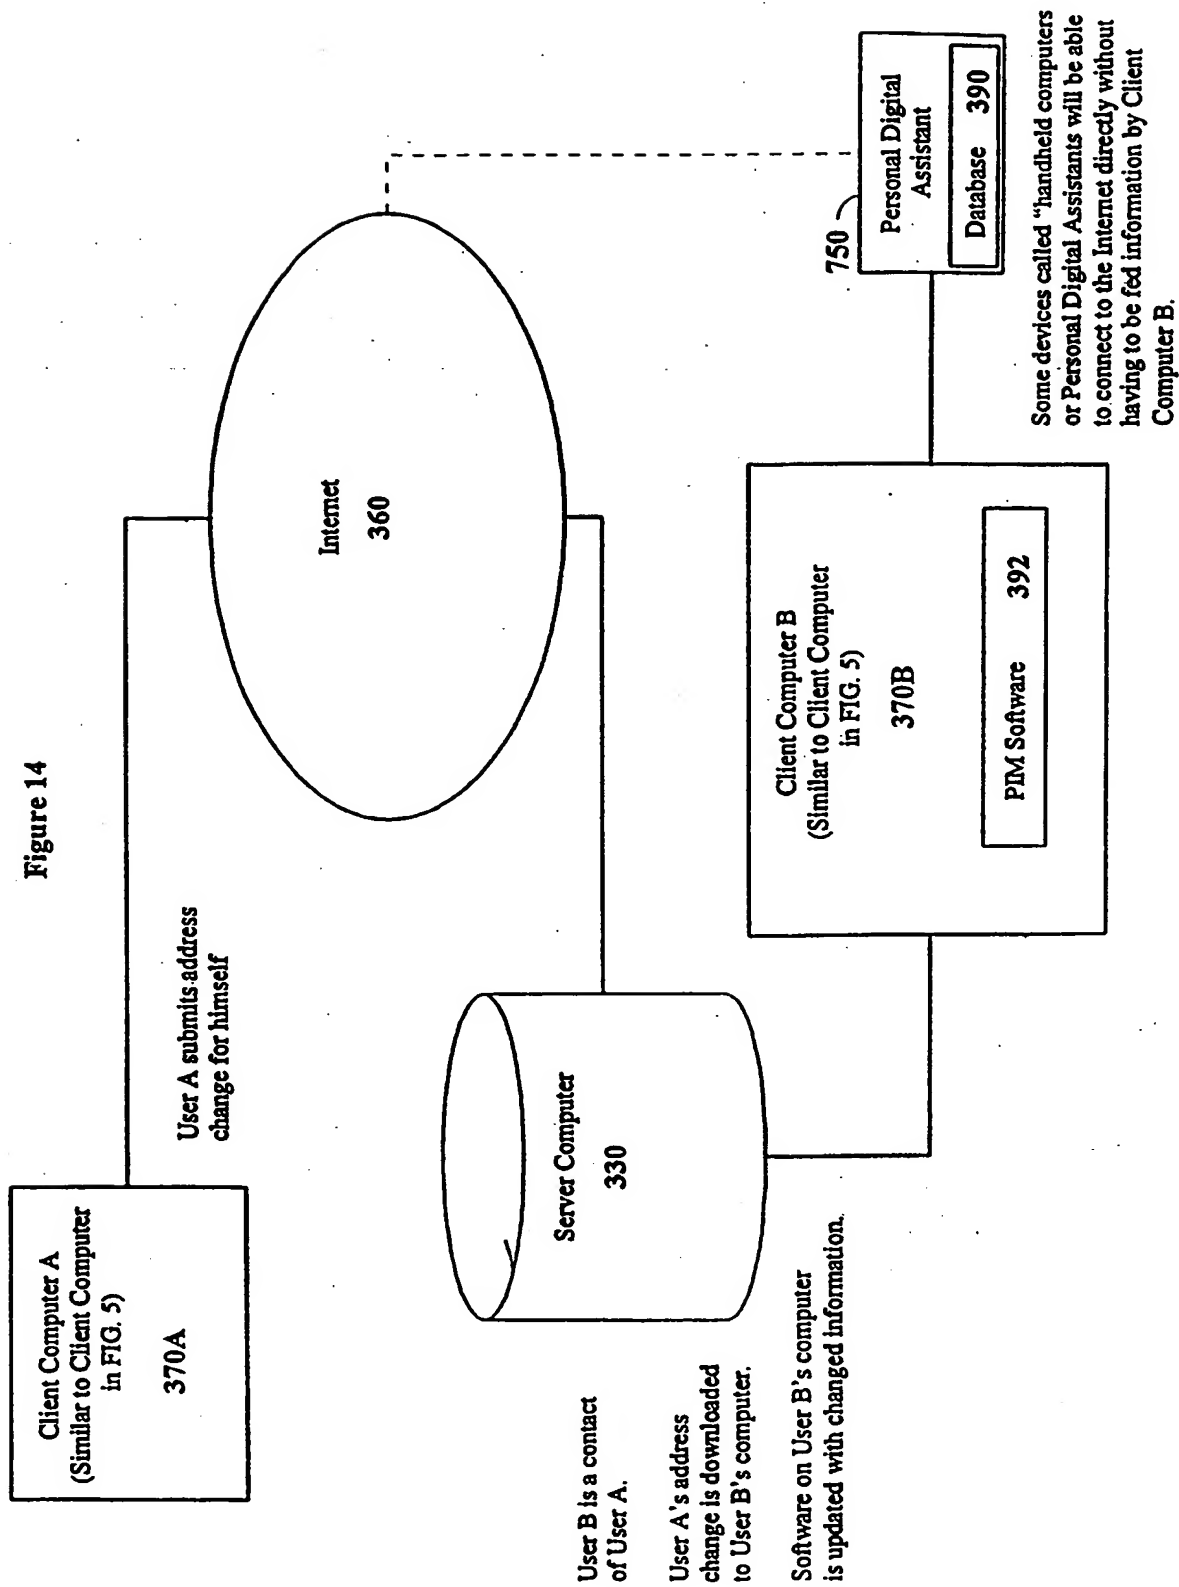 Figure 14
Client Computer A
(Similar to Client Computer
in FIG. 5)
370A
User A submits address
change for himself
Internet
360
Server Computer
330
User B is a contact
of User A.
User A's address
change is downloaded
to User B's computer.
Software on User B's computer
is updated with changed information.
Client Computer B
(Similar to Client Computer
in FIG. 5)
370B
PIM Software 392
750
Personal Digital
Assistant
Database 390
Some devices called "handheld computers
or Personal Digital Assistants will be able
to connect to the Internet directly without
having to be fed information by Client
Computer B.